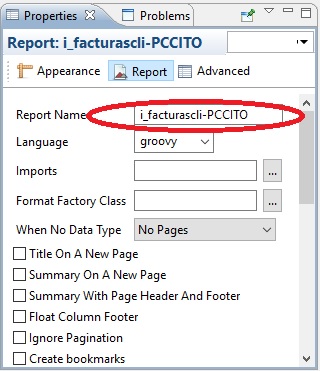 Properties Problems
Report: i_facturascli-PCCITO
Appearance Report Advanced
Report Name i_facturascli-PCCITO
Language groovy
Imports ...
Format Factory Class ...
When No Data Type No Pages
Title On A New Page
Summary On A New Page
Summary With Page Header And Footer
Float Column Footer
Ignore Pagination
Create bookmarks